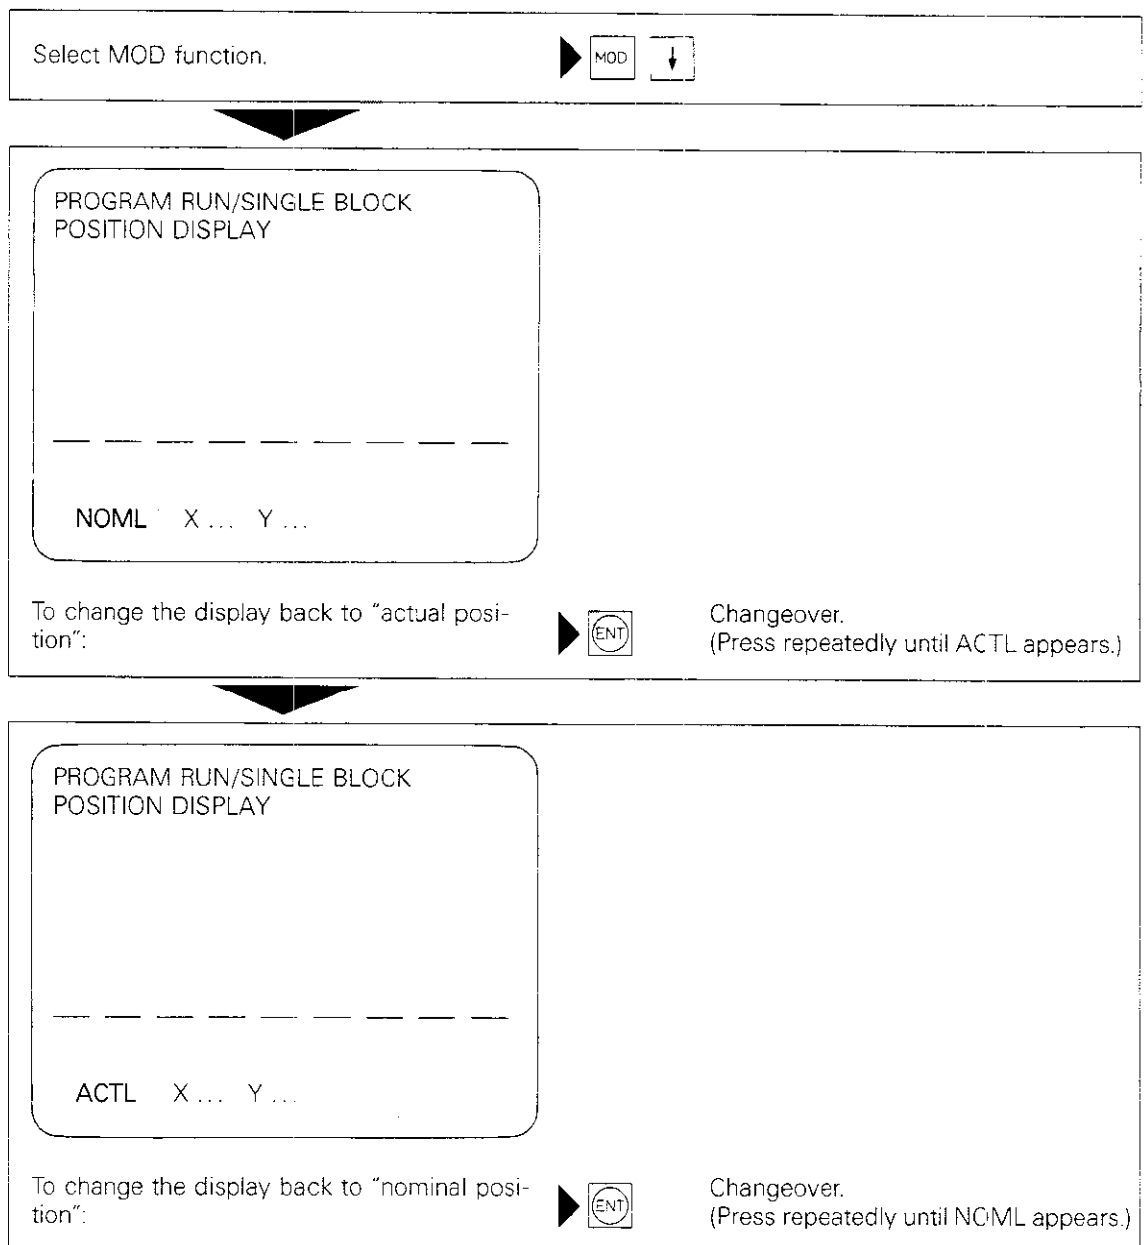 Select MOD function.
MOD ↓
PROGRAM RUN/SINGLE BLOCK
POSITION DISPLAY
NOML X ... Y ...
To change the display back to "actual posi-
tion":
ENT
Changeover.
(Press repeatedly until ACTL appears.)
PROGRAM RUN/SINGLE BLOCK
POSITION DISPLAY
ACTL X ... Y ...
To change the display back to "nominal posi-
tion":
ENT
Changeover.
(Press repeatedly until NOML appears.)